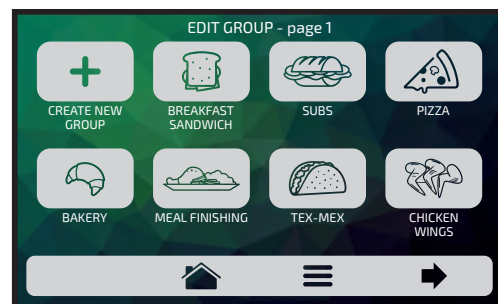 EDIT GROUP - page 1
CREATE NEW
GROUP
BREAKFAST
SANDWICH
SUBS
PIZZA
BAKERY
MEAL FINISHING
TEX-MEX
CHICKEN
WINGS